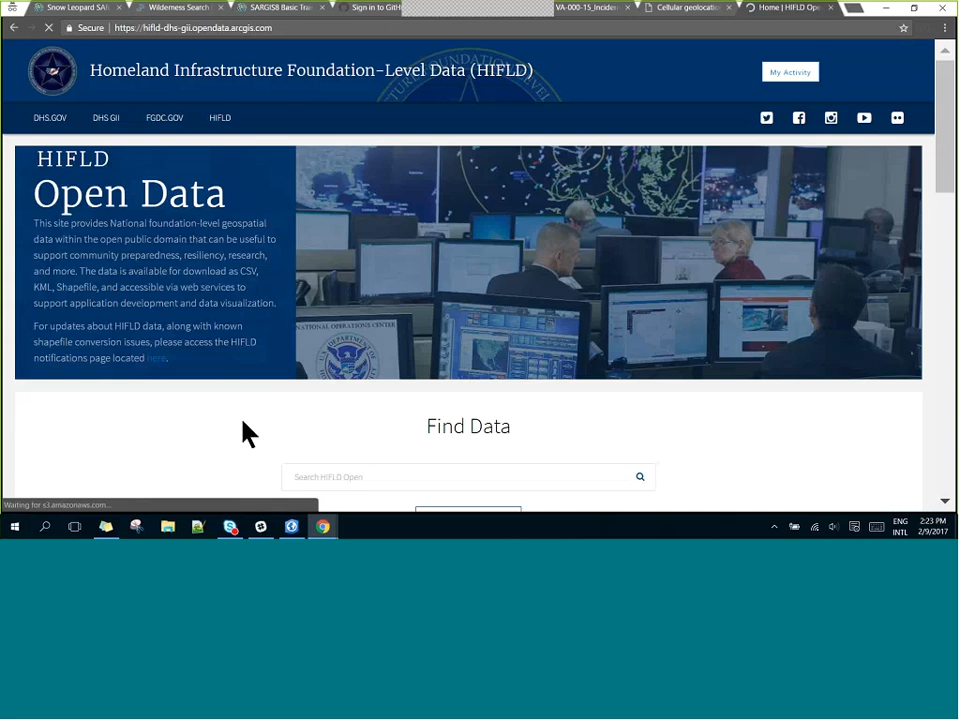 Snow Leopard SAR
Wilderness Search
SARGIS8 Basic Tra
Sign in to GitH
VA-000-15_Inciden
Cellular geolocati
Home | HIFLD Ope
Secure | https://hifld-dhs-gii.opendata.arcgis.com
Homeland Infrastructure Foundation-Level Data (HIFLD)
My Activity
DHS.GOV DHS GII FGDC.GOV HIFLD
HIFLD
Open Data
This site provides National foundation-level geospatial
data within the open public domain that can be useful to
support community preparedness, resiliency, research,
and more. The data is available for download as CSV,
KML, Shapefile, and accessible via web services to
support application development and data visualization.
For updates about HIFLD data, along with known
shapefile conversion issues, please access the HIFLD
notifications page located here.
NATIONAL OPERATIONS CENTER
Find Data
Search HIFLD Open
Waiting for s3.amazonaws.com...
ENG 2:23 PM
INTL 2/9/2017